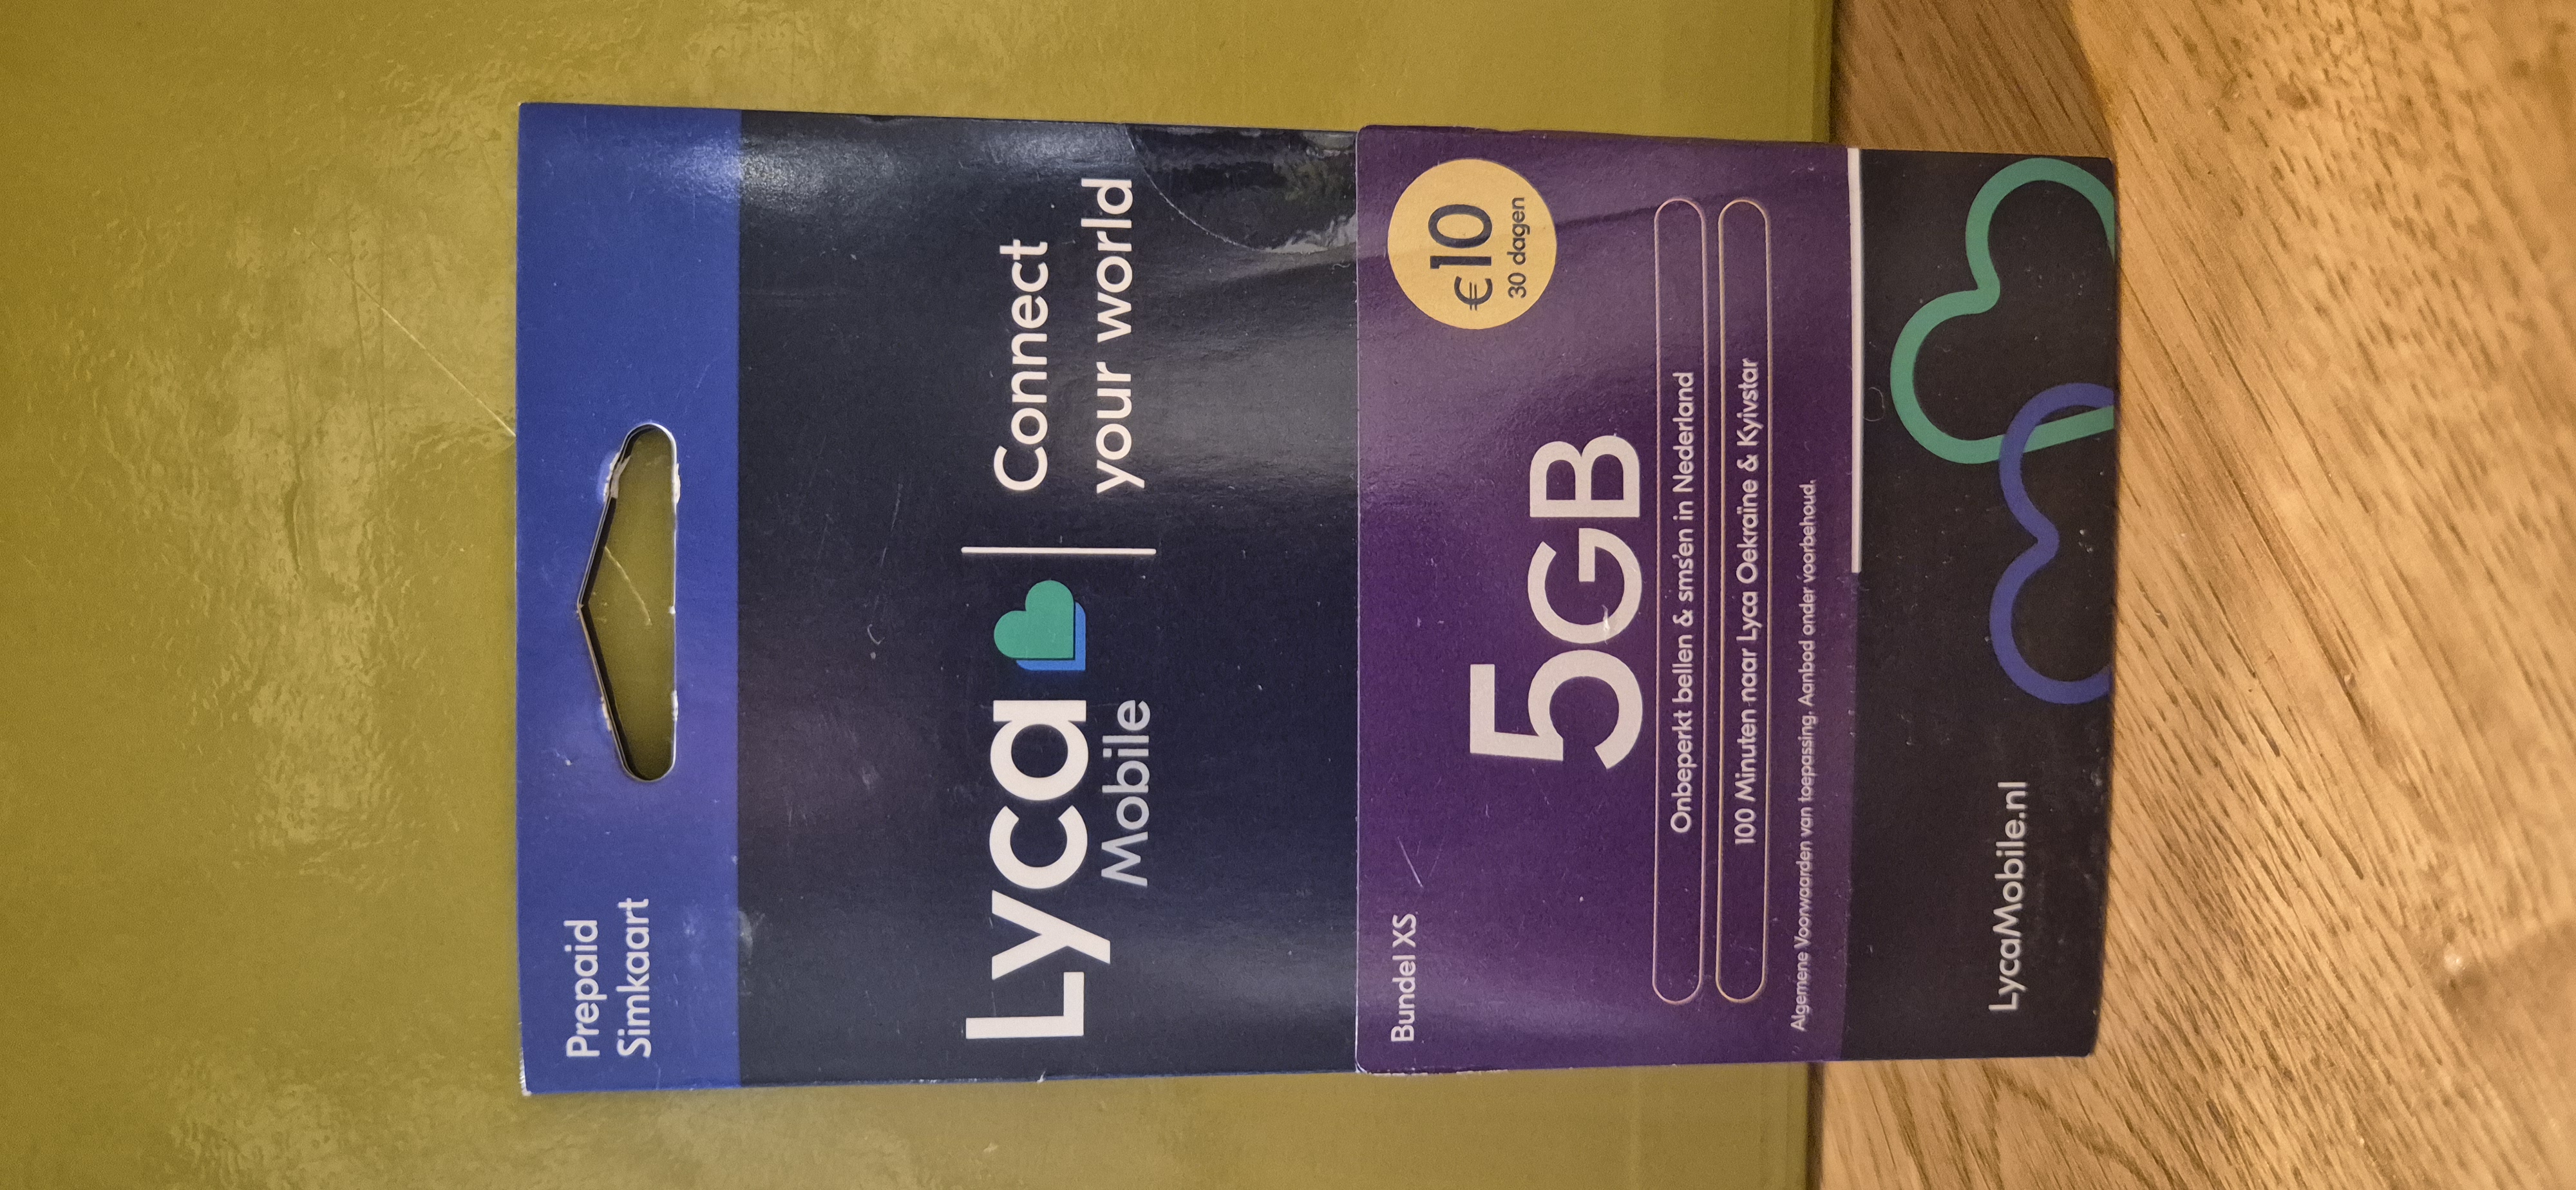 Prepaid
Simkaart
Lyca
Mobile
Connect
your world
Bundel XS
€10
30 dagen
5GB
Onbeperkt bellen & sms'en in Nederland
100 Minuten naar Lyca Oekraïne & Kyivstar
Algemene Voorwaarden van toepassing. Aanbod onder voorbehoud.
LycaMobile.nl